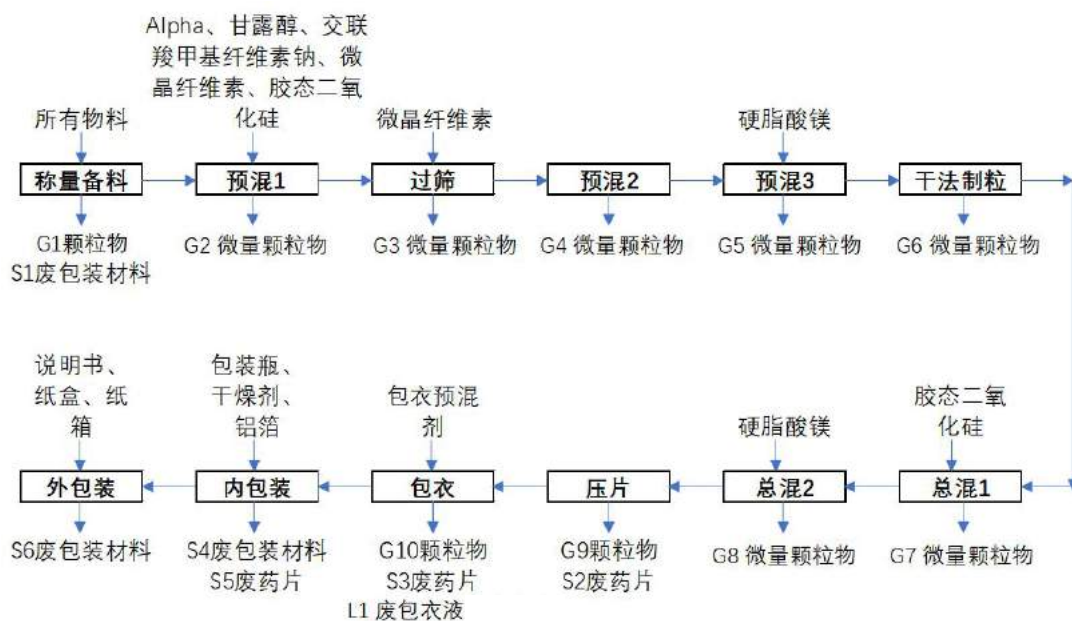 Alpha、甘露醇、交联
羧甲基纤维素钠、微
晶纤维素、胶态二氧
化硅
所有物料
微晶纤维素
硬脂酸镁
称量备料
预混1
过筛
预混2
预混3
干法制粒
G1颗粒物
S1废包装材料
G2 微量颗粒物
G3 微量颗粒物
G4 微量颗粒物
G5 微量颗粒物
G6 微量颗粒物
说明书、
纸盒、纸
箱
包装瓶、
干燥剂、
铝箔
包衣预混
剂
硬脂酸镁
胶态二氧
化硅
外包装
内包装
包衣
压片
总混2
总混1
S6废包装材料
S4废包装材料
S5废药片
G10颗粒物
S3废药片
L1 废包衣液
G9颗粒物
S2废药片
G8 微量颗粒物
G7 微量颗粒物